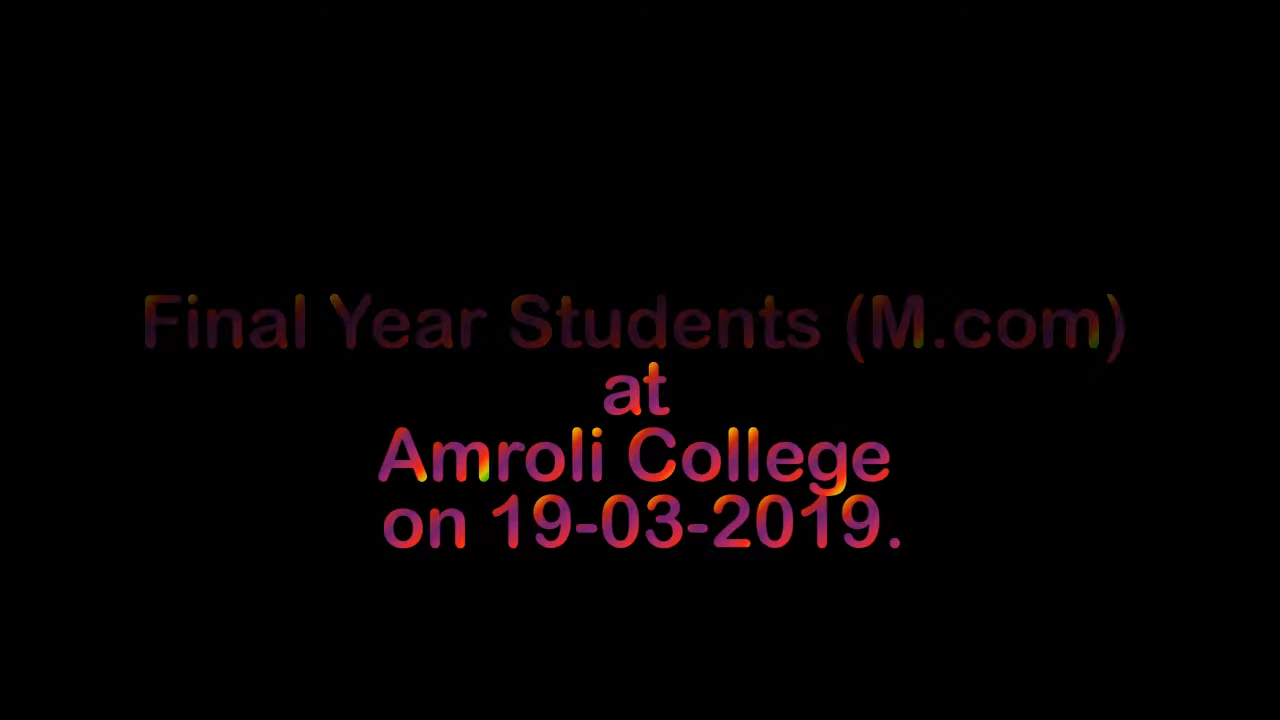 Final Year Students (M.com)
at
Amroli College
on 19-03-2019.